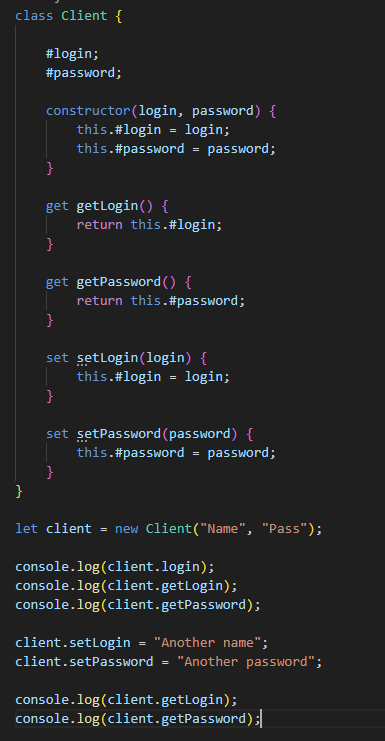 class Client {
#login;
#password;
constructor(login, password) {
this.#login = login;
this.#password = password;
}
get getLogin() {
return this.#login;
}
get getPassword() {
return this.#password;
}
set setLogin(login) {
this.#login = login;
}
set setPassword(password) {
this.#password = password;
}
}
let client = new Client("Name", "Pass");
console.log(client.login);
console.log(client.getLogin);
console.log(client.getPassword);
client.setLogin = "Another name";
client.setPassword = "Another password";
console.log(client.getLogin);
console.log(client.getPassword);